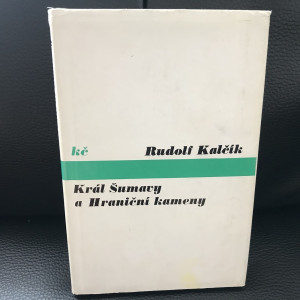 kč Rudolf Kalčík
Král Šumavy
a Hraniční kameny